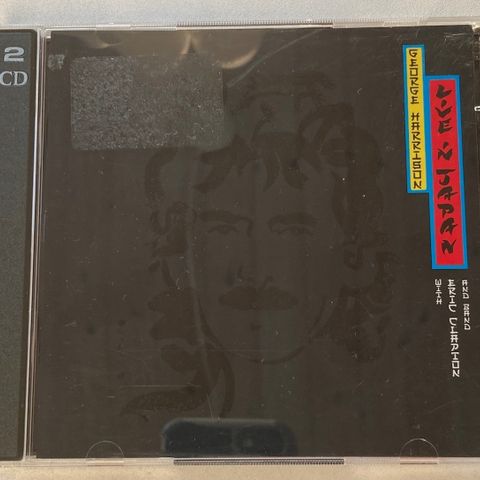 2
CD
GEORGE HARRISON
LIVE IN JAPAN
WITH
ERIC CLAPTON
AND BAND